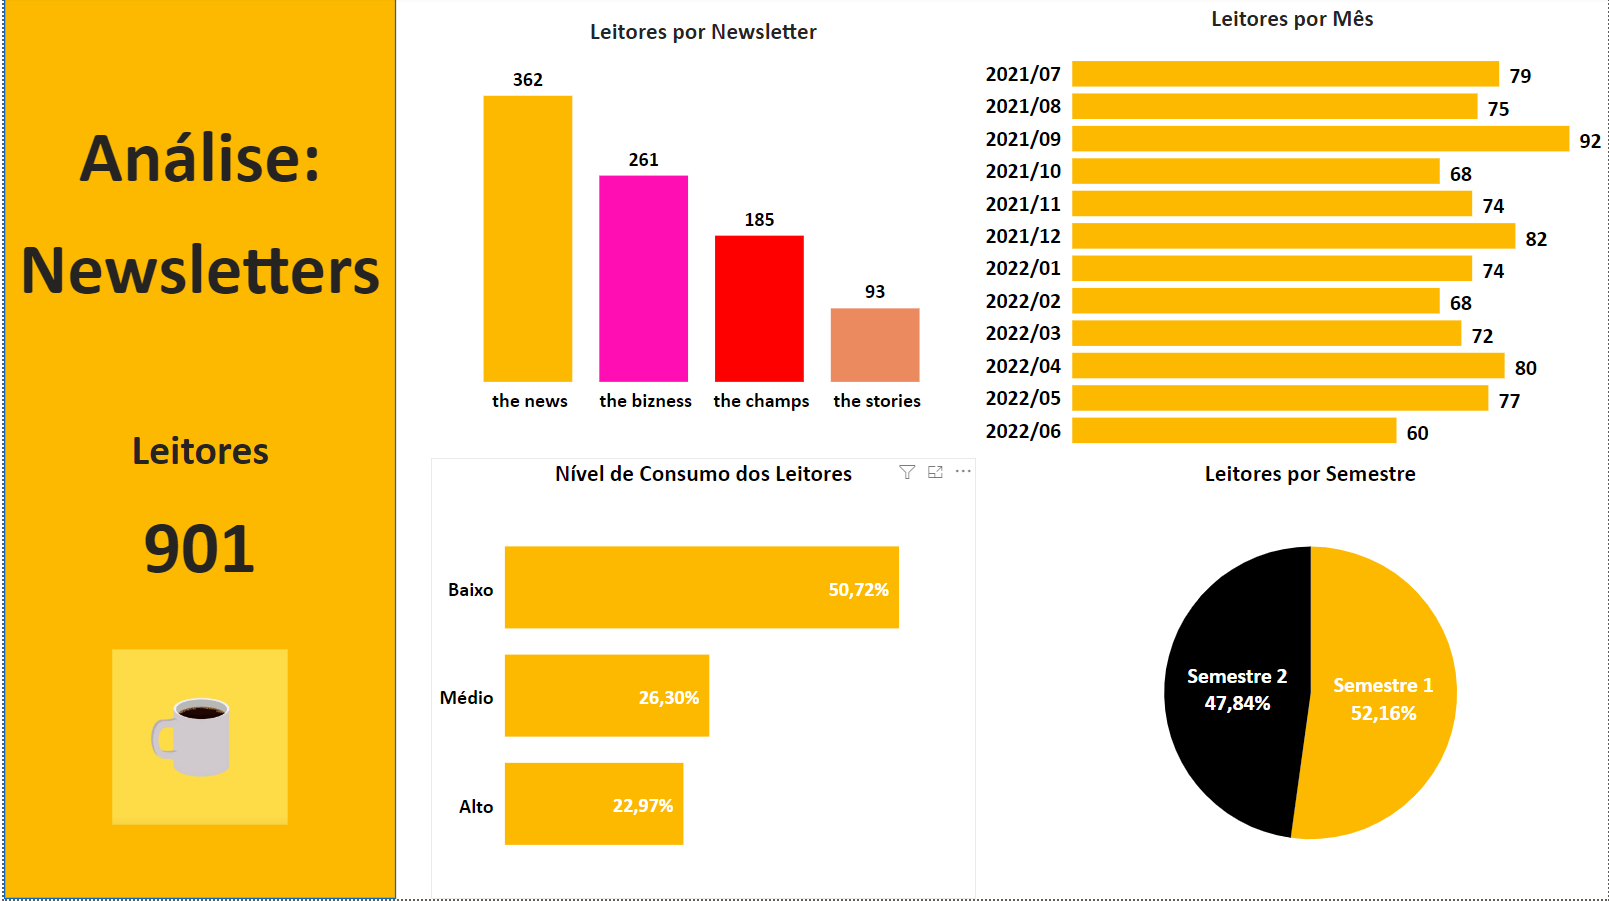 Análise:
Newsletters
Leitores
901
Leitores por Newsletter
362
261
185
93
the news
the bizness
the champs
the stories
Leitores por Mês
2021/07 79
2021/08 75
2021/09 92
2021/10 68
2021/11 74
2021/12 82
2022/01 74
2022/02 68
2022/03 72
2022/04 80
2022/05 77
2022/06 60
Nível de Consumo dos Leitores
Baixo 50,72%
Médio 26,30%
Alto 22,97%
Leitores por Semestre
Semestre 2
47,84%
Semestre 1
52,16%